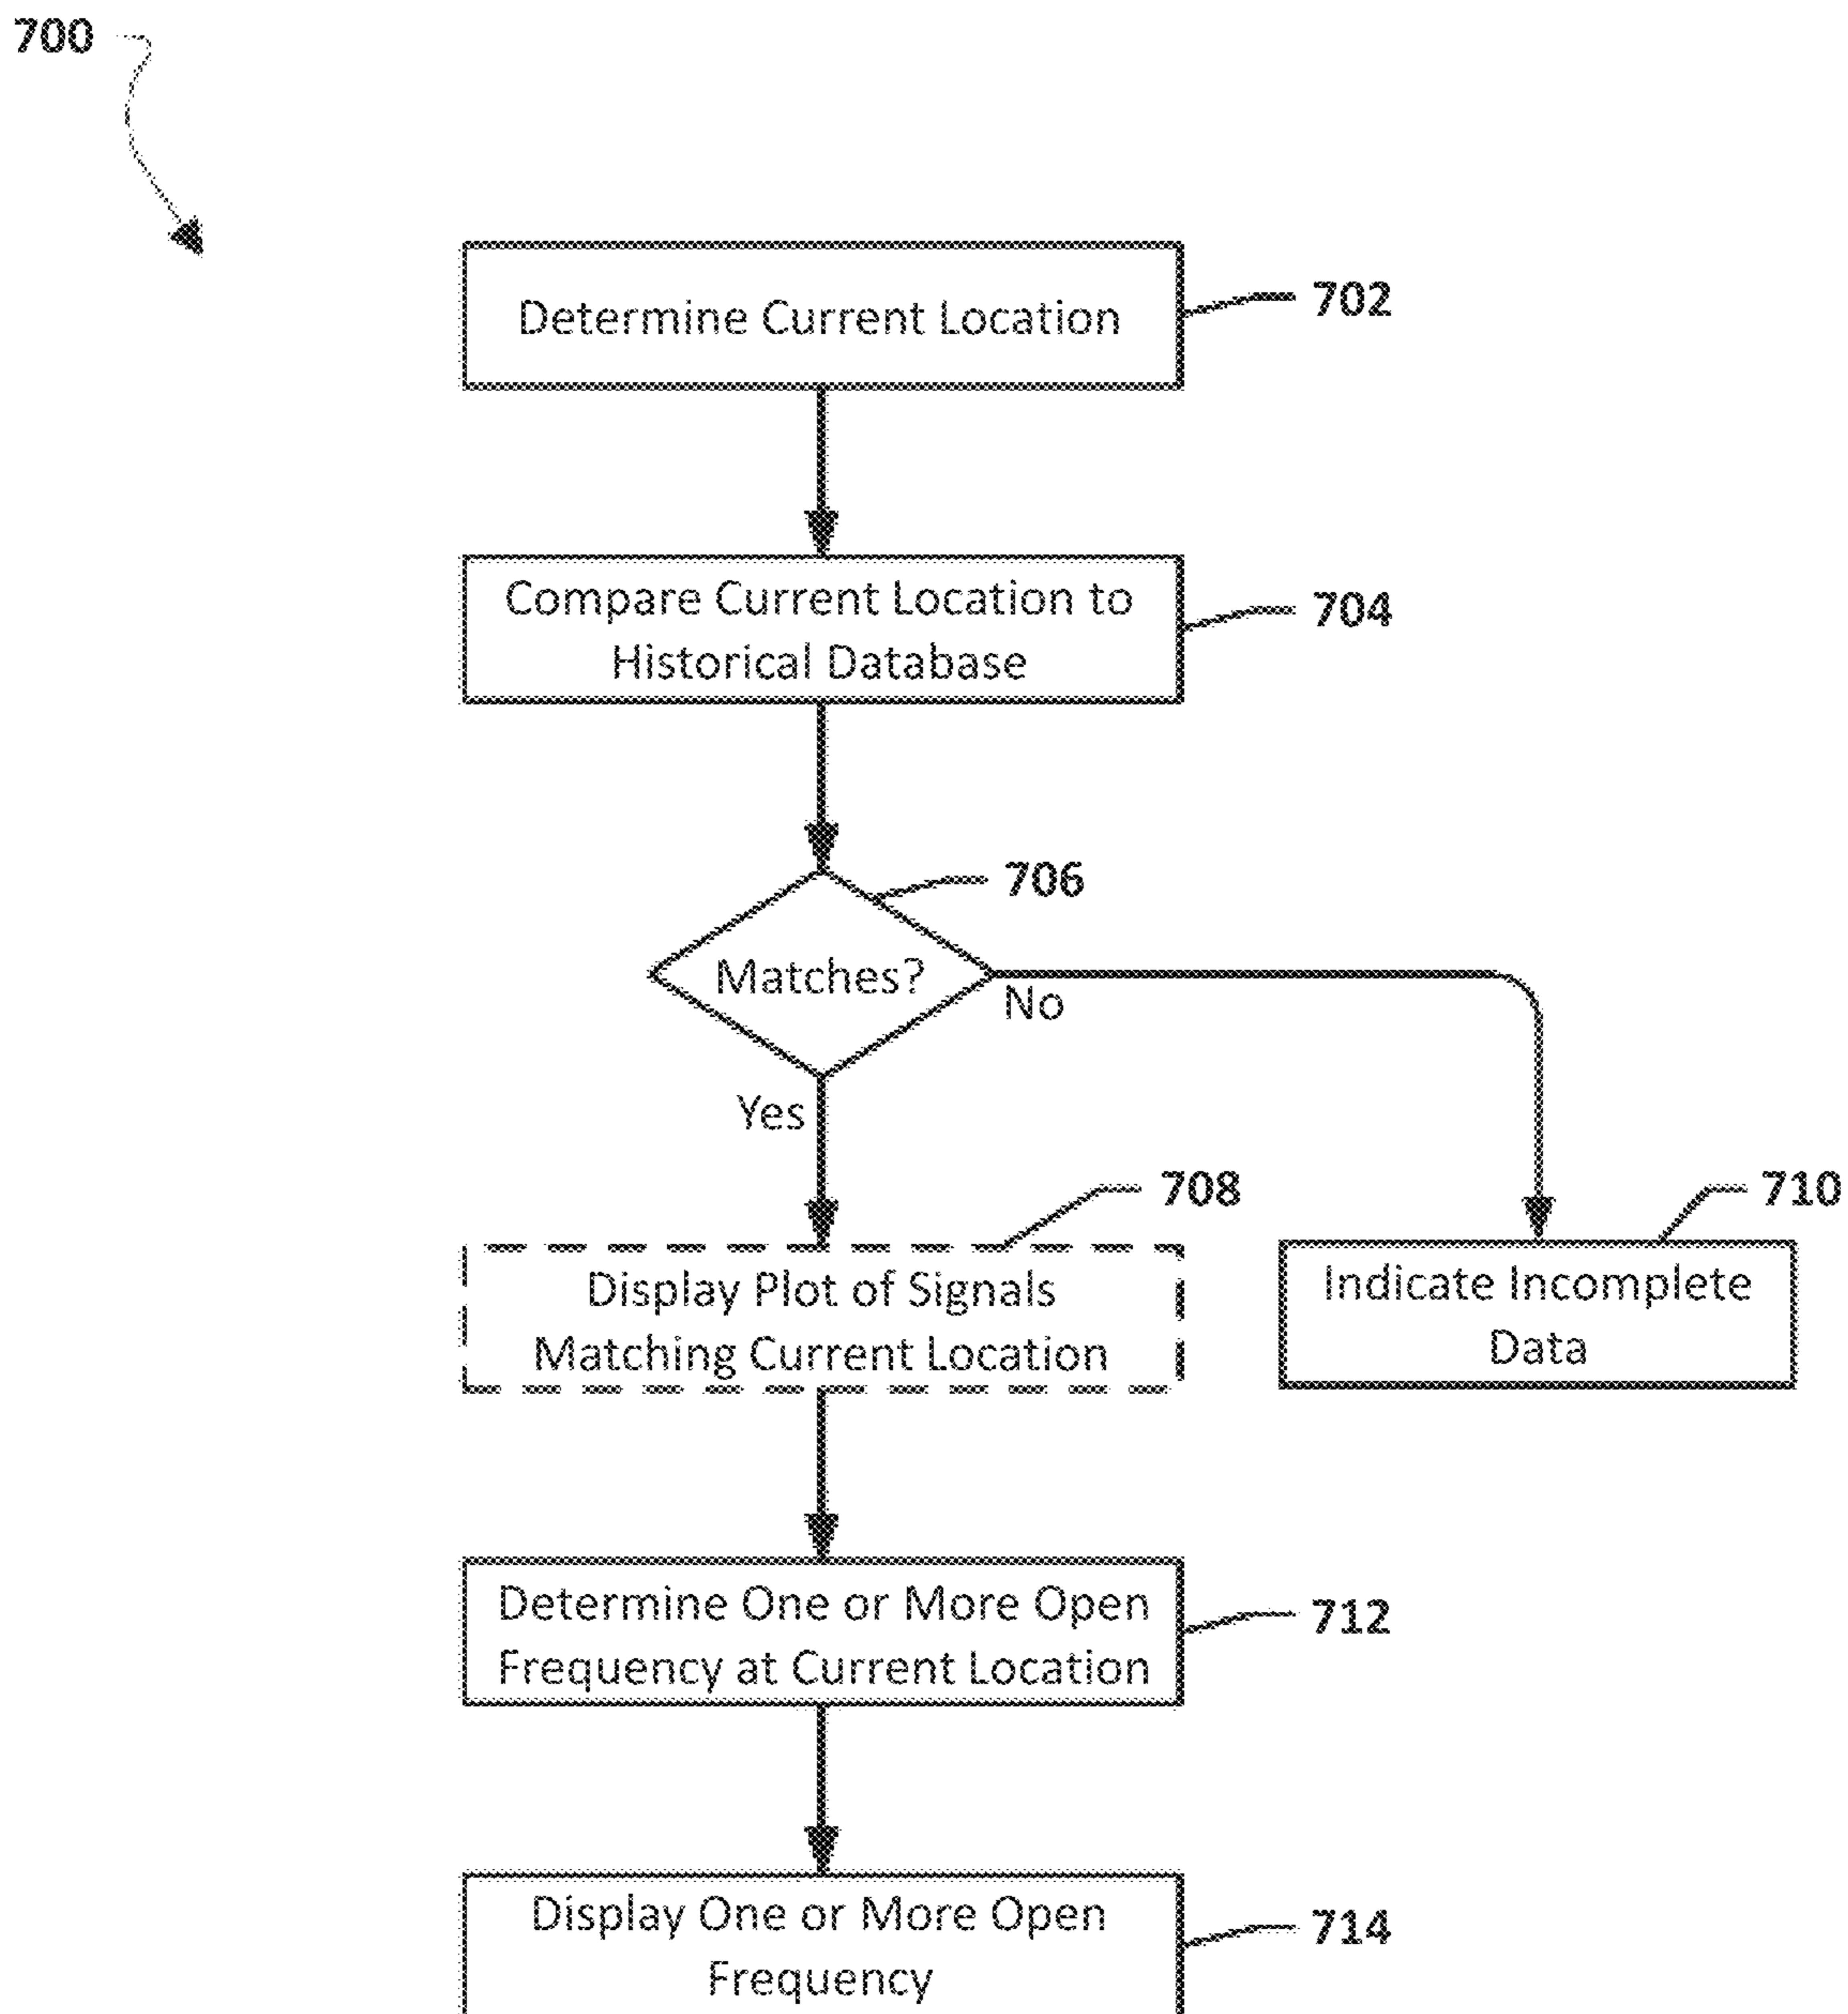 700
Determine Current Location
702
Compare Current Location to
Historical Database
704
706
Matches?
No
Yes
708
Display Plot of Signals
Matching Current Location
710
Indicate Incomplete
Data
Determine One or More Open
Frequency at Current Location
712
Display One or More Open
Frequency
714